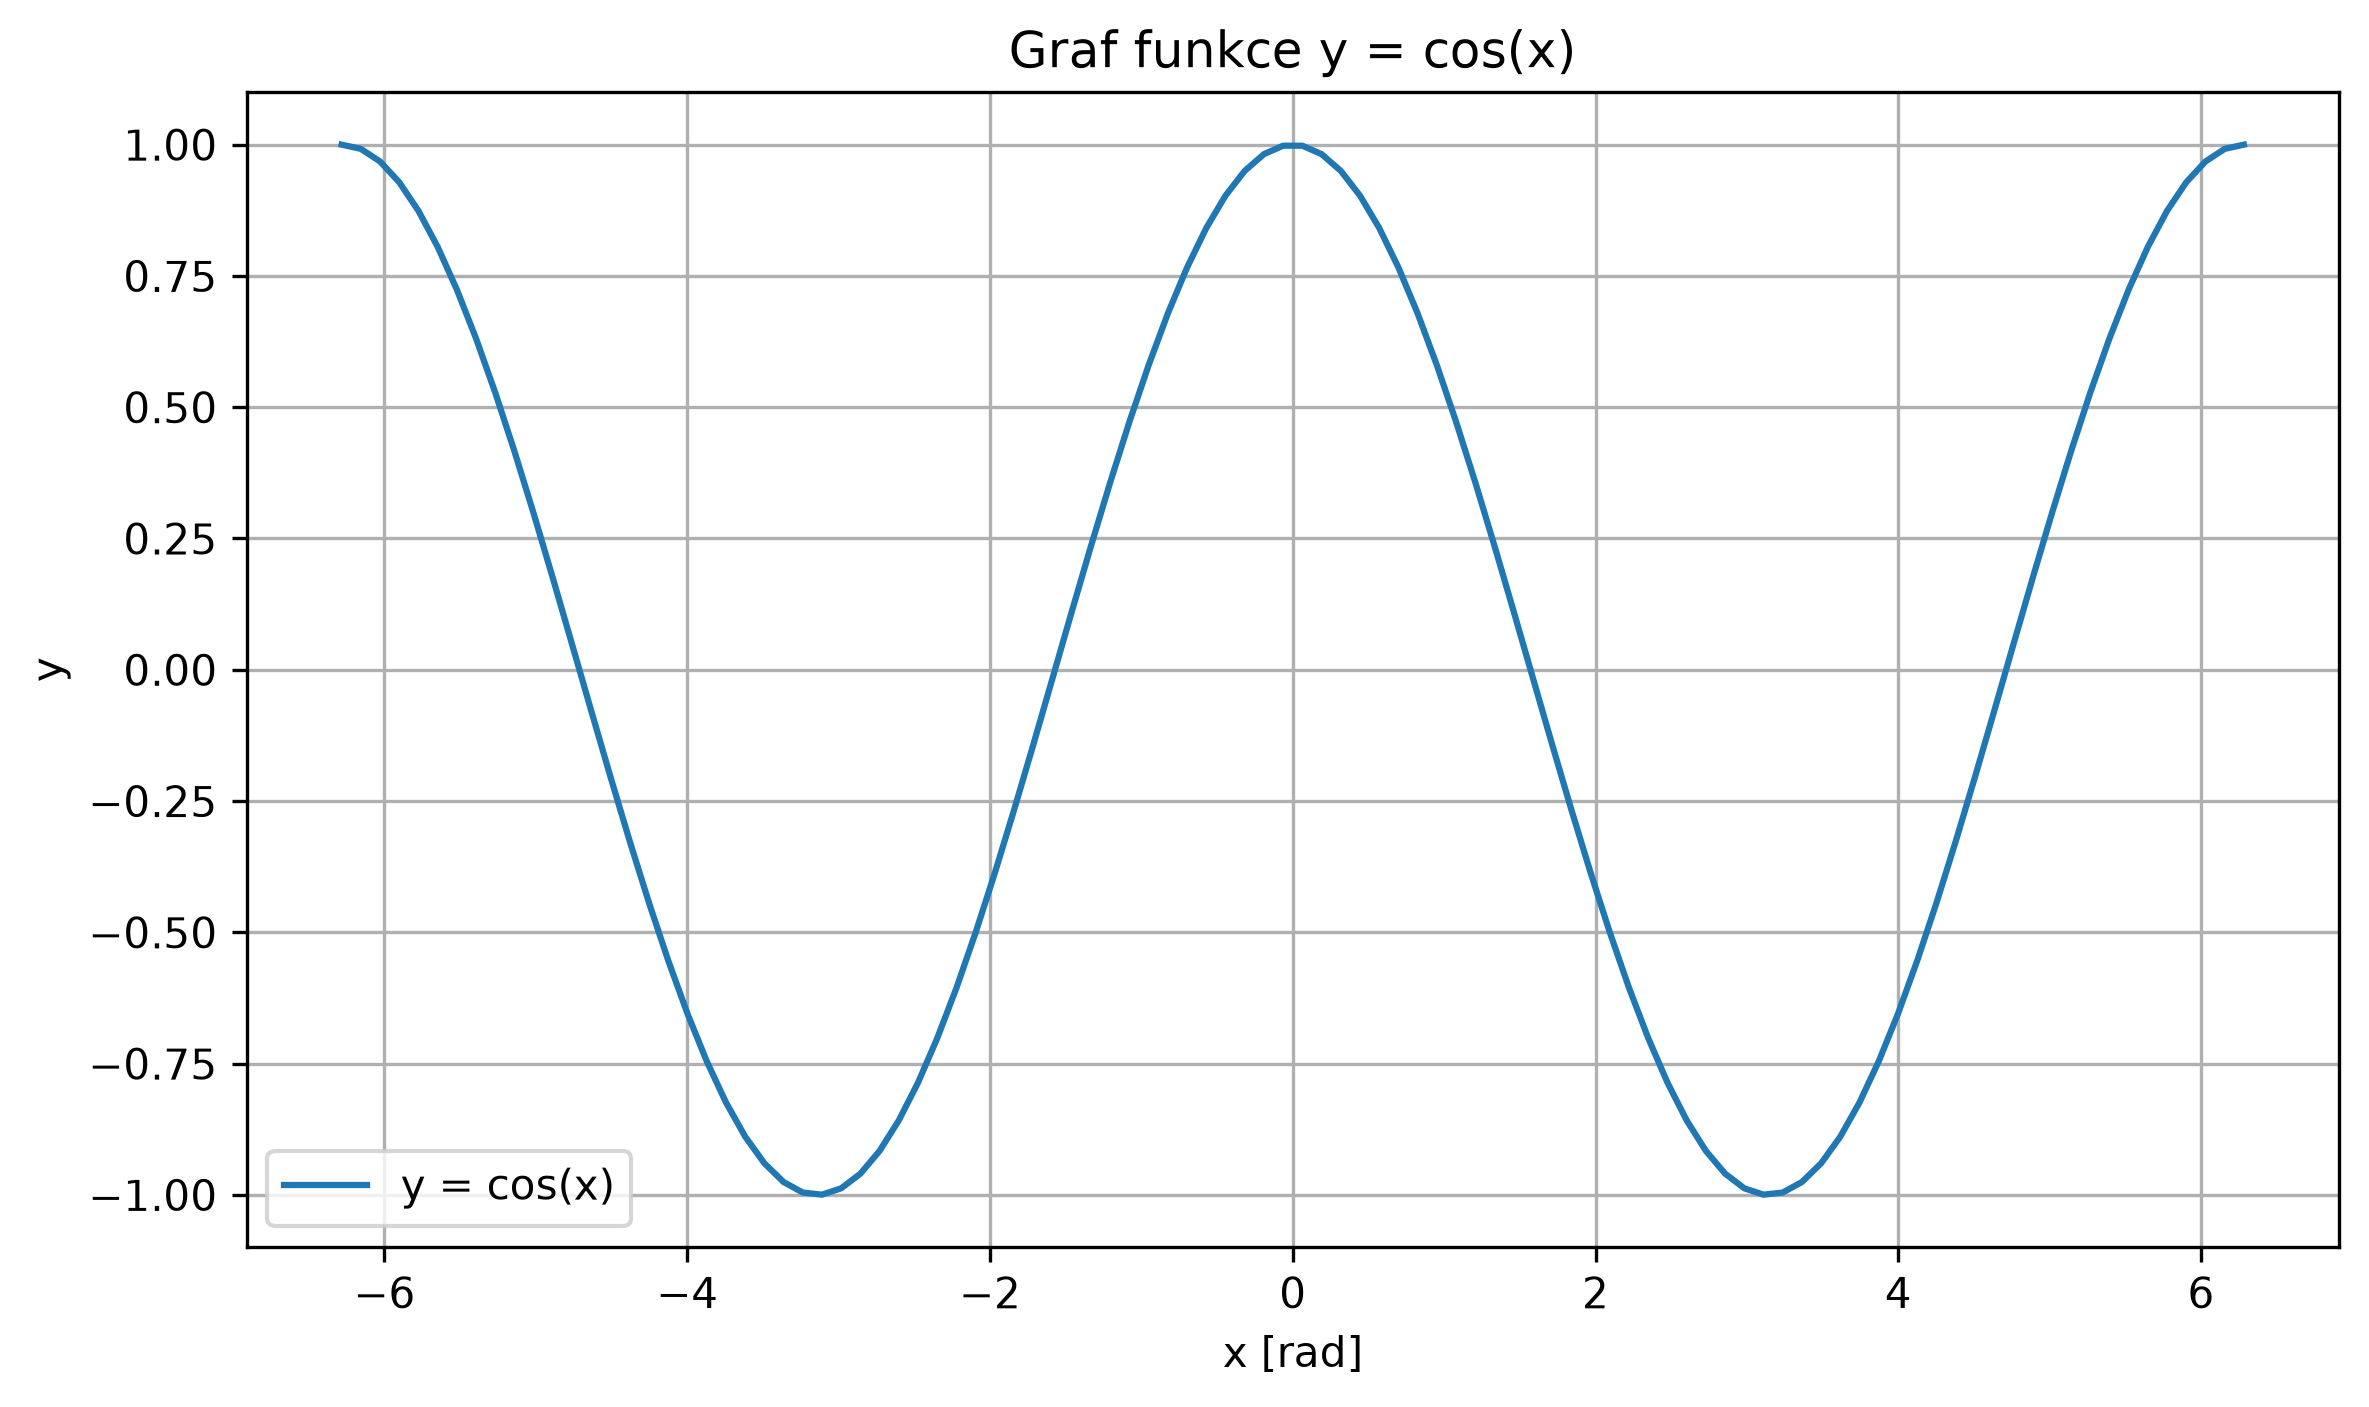 Graf funkce y = cos(x)
1.00
0.75
0.50
0.25
0.00
−0.25
−0.50
−0.75
−1.00
y
y = cos(x)
−6 −4 −2 0 2 4 6
x [rad]